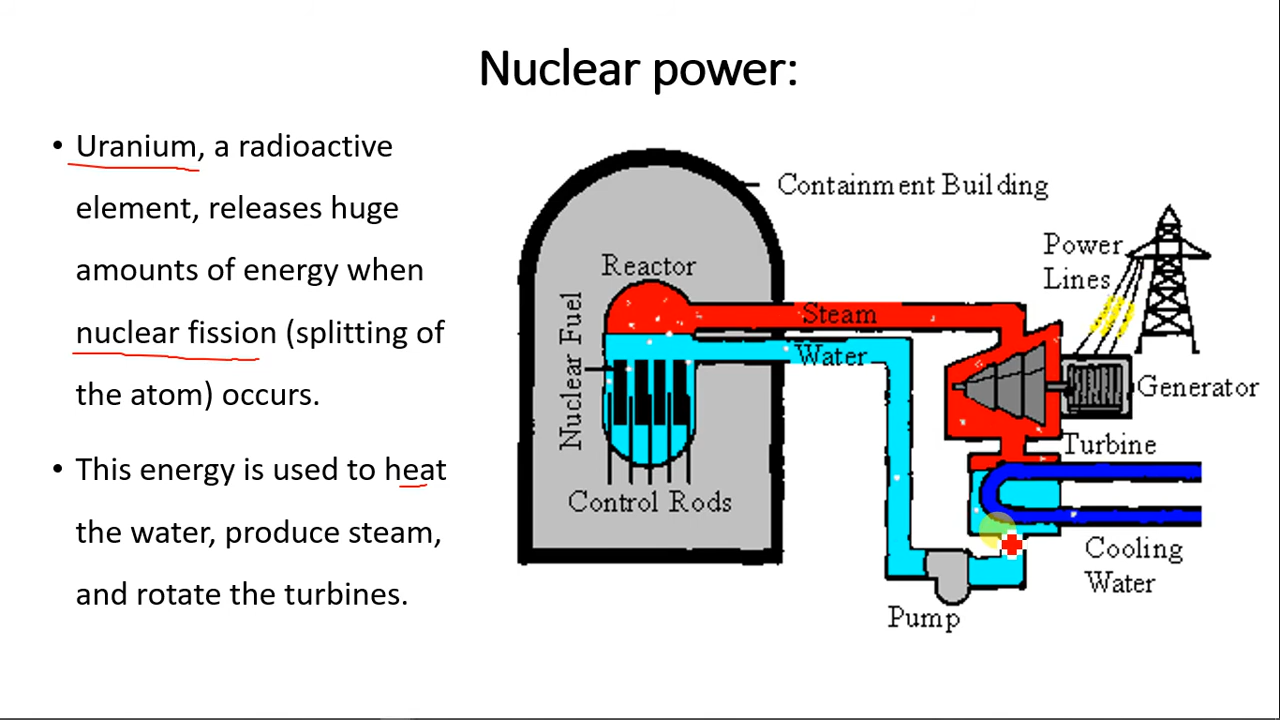 Nuclear power:
• Uranium, a radioactive
element, releases huge
amounts of energy when
nuclear fission (splitting of
the atom) occurs.
• This energy is used to heat
the water, produce steam,
and rotate the turbines.
Containment Building
Reactor
Nuclear Fuel
Control Rods
Steam
Water
Power
Lines
Generator
Turbine
Cooling
Water
Pump